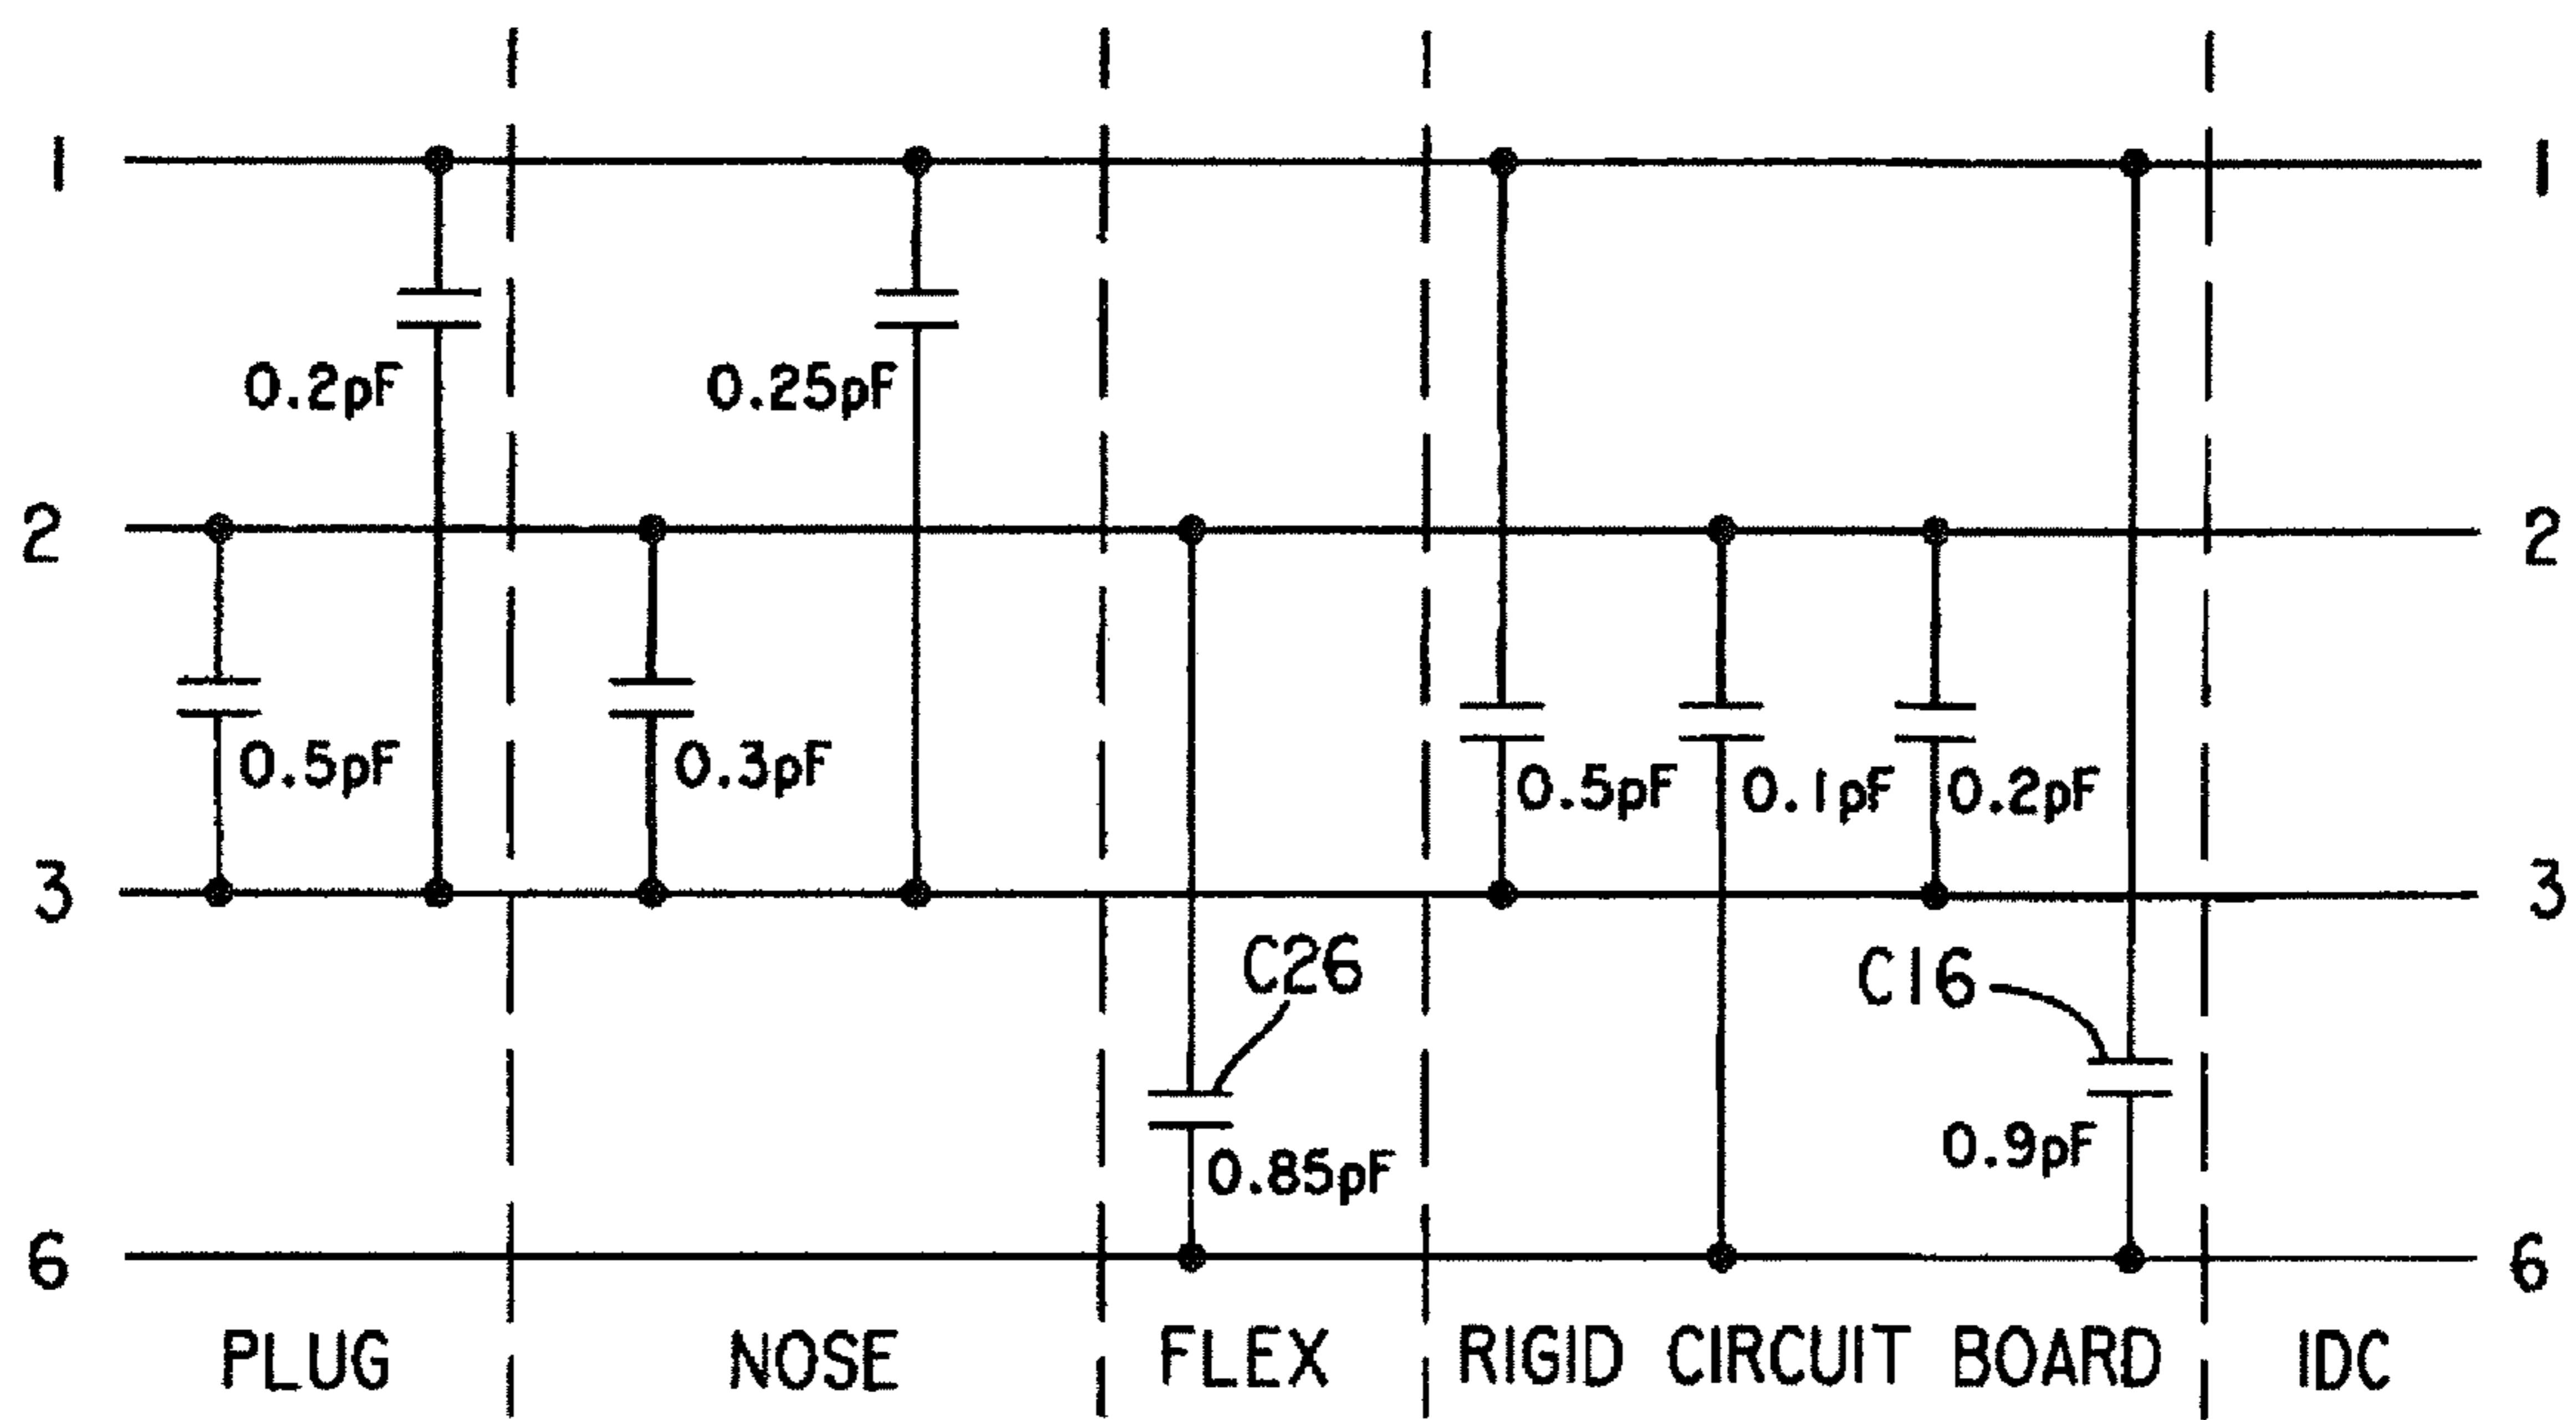 1 1
0.2pF 0.25pF
2 2
0.5pF 0.3pF 0.5pF 0.1pF 0.2pF
3 3
C26 C16
0.85pF 0.9pF
6 6
PLUG NOSE FLEX RIGID CIRCUIT BOARD IDC